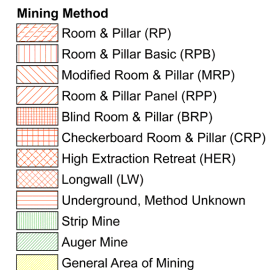 Mining Method
Room & Pillar (RP)
Room & Pillar Basic (RPB)
Modified Room & Pillar (MRP)
Room & Pillar Panel (RPP)
Blind Room & Pillar (BRP)
Checkerboard Room & Pillar (CRP)
High Extraction Retreat (HER)
Longwall (LW)
Underground, Method Unknown
Strip Mine
Auger Mine
General Area of Mining